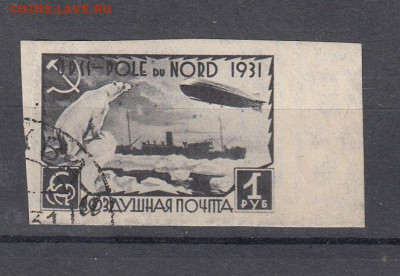 COINS.LAVE.RU
POLE DU NORD 1931
ВОЗДУШНАЯ ПОЧТА
1
РУБ